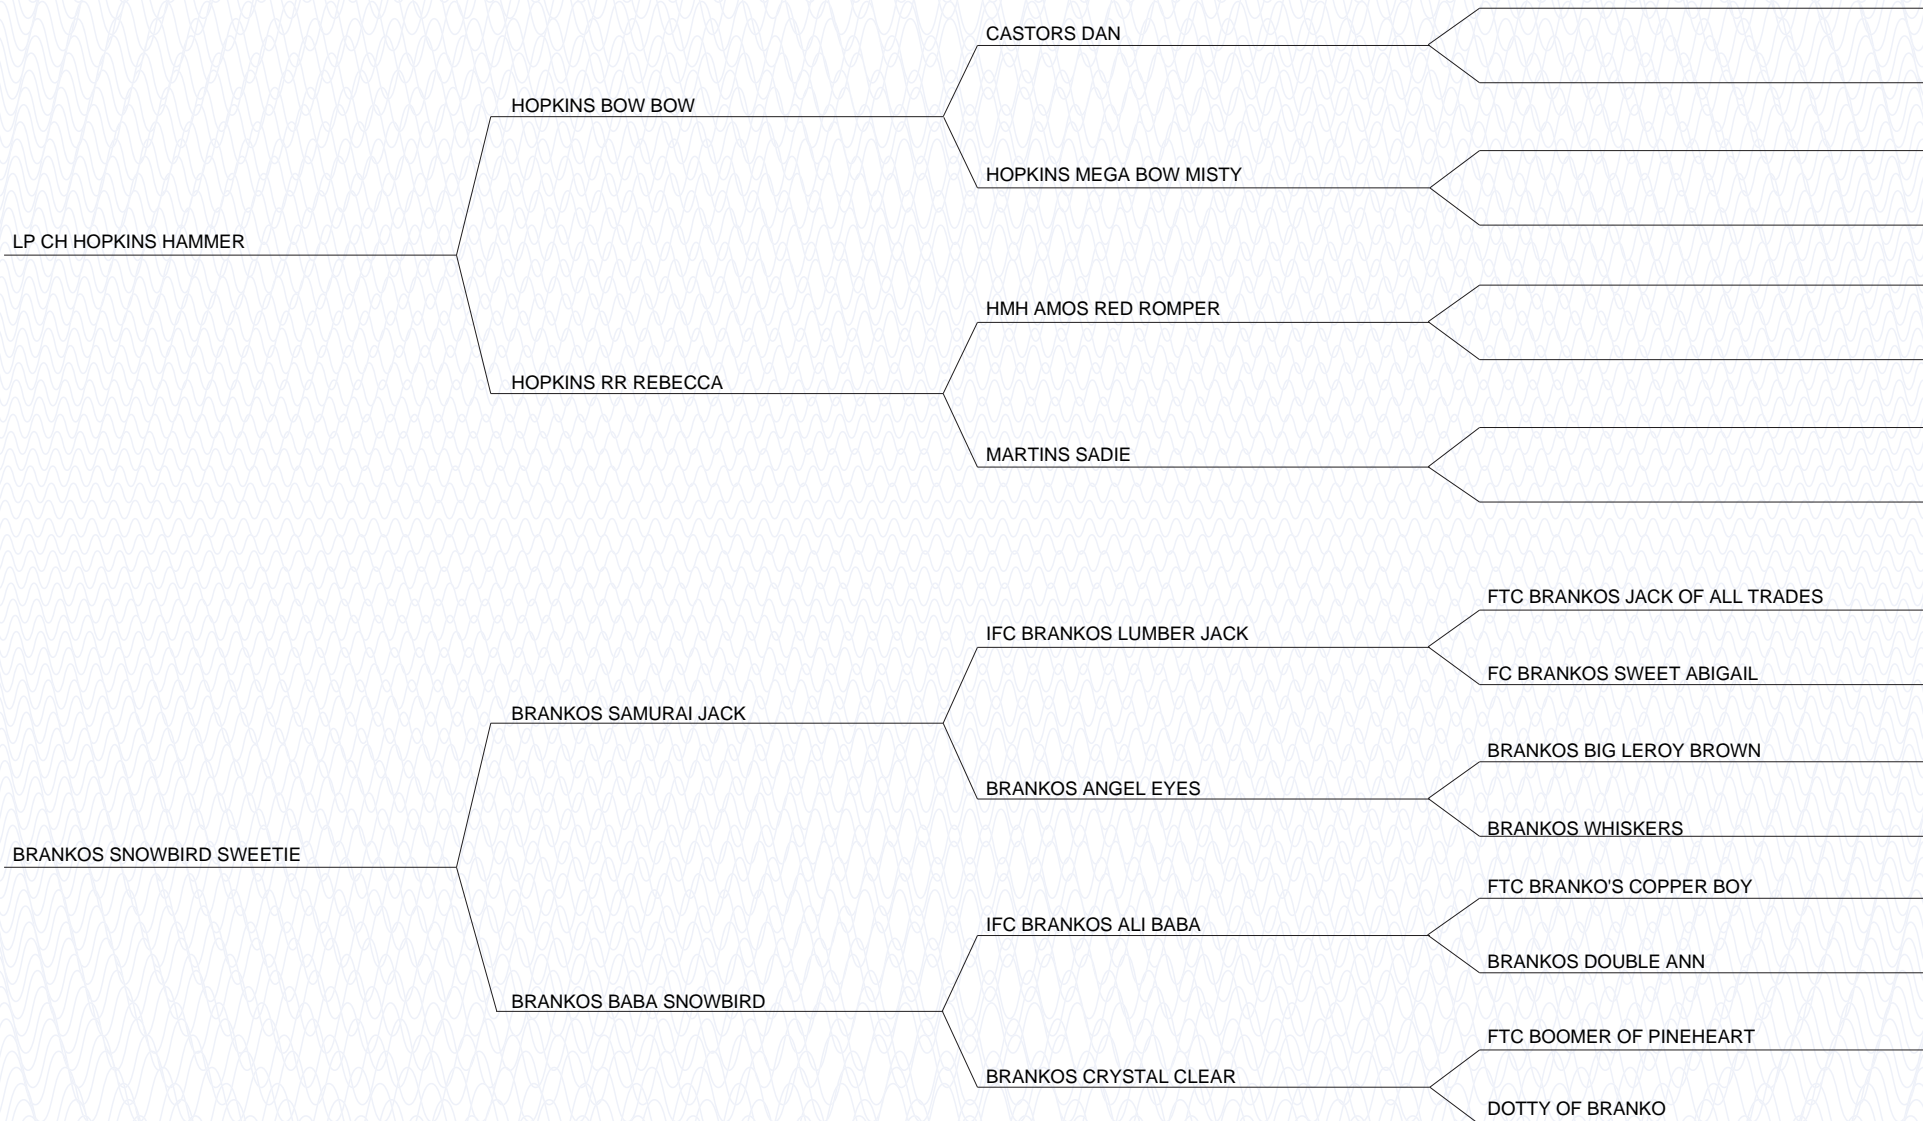 CASTORS DAN
HOPKINS BOW BOW
HOPKINS MEGA BOW MISTY
LP CH HOPKINS HAMMER
HMH AMOS RED ROMPER
HOPKINS RR REBECCA
MARTINS SADIE
FTC BRANKOS JACK OF ALL TRADES
IFC BRANKOS LUMBER JACK
FC BRANKOS SWEET ABIGAIL
BRANKOS SAMURAI JACK
BRANKOS BIG LEROY BROWN
BRANKOS ANGEL EYES
BRANKOS WHISKERS
BRANKOS SNOWBIRD SWEETIE
FTC BRANKO'S COPPER BOY
IFC BRANKOS ALI BABA
BRANKOS DOUBLE ANN
BRANKOS BABA SNOWBIRD
FTC BOOMER OF PINEHEART
BRANKOS CRYSTAL CLEAR
DOTTY OF BRANKO